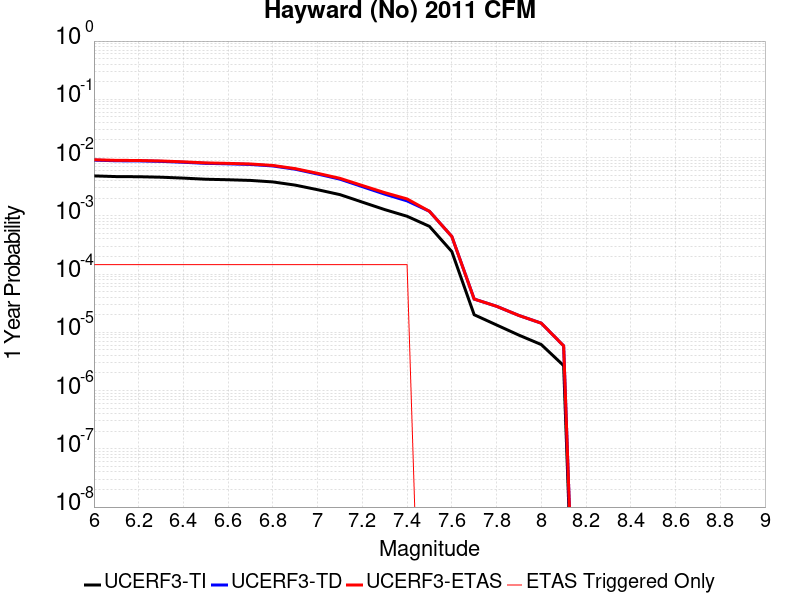 Hayward (No) 2011 CFM
10 0
10 -1
10 -2
10 -3
10 -4
10 -5
10 -6
10 -7
10 -8
1 Year Probability
6 6.2 6.4 6.6 6.8 7 7.2 7.4 7.6 7.8 8 8.2 8.4 8.6 8.8 9
Magnitude
UCERF3-TI UCERF3-TD UCERF3-ETAS ETAS Triggered Only